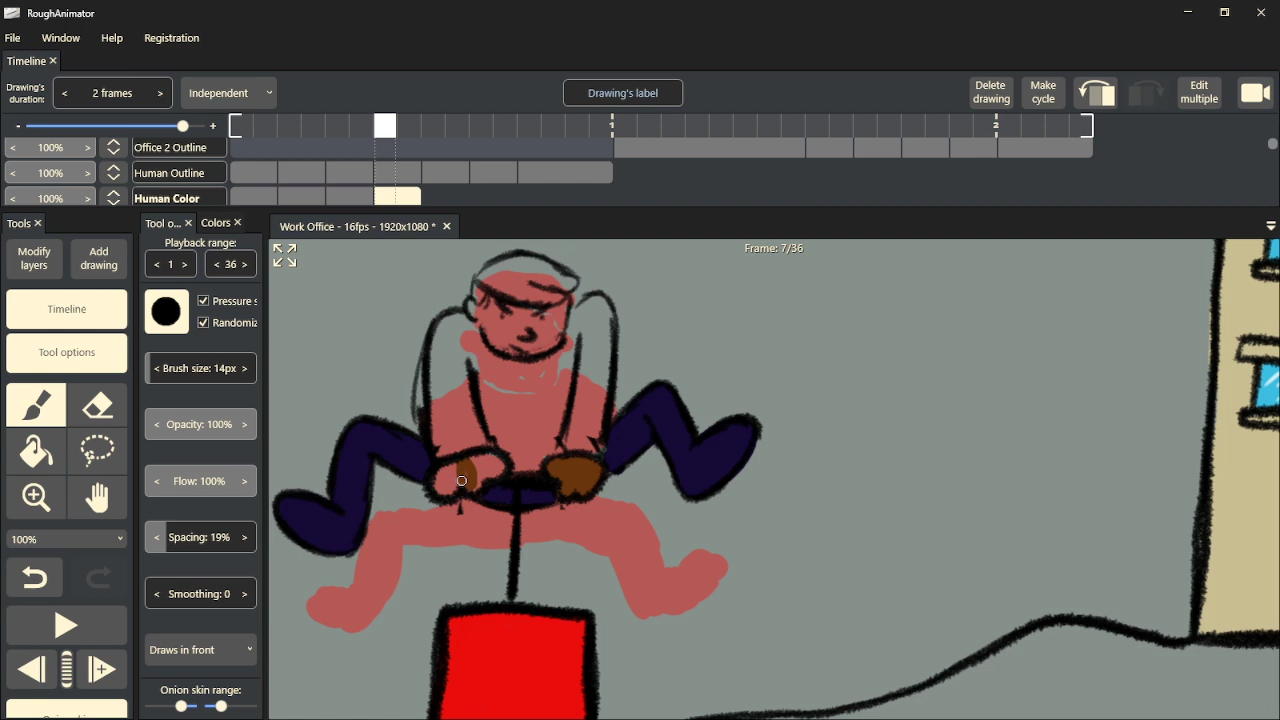 RoughAnimator
File Window Help Registration
Timeline
Drawing's duration: < 2 frames > Independent Drawing's label Delete drawing Make cycle Edit multiple
- + 1 2
< 100% > Office 2 Outline
< 100% > Human Outline
< 100% > Human Color
Tools Tool o... Colors Work Office - 16fps - 1920x1080 *
Modify layers Add drawing Playback range: Frame: 7/36
< 1 > < 36 >
Timeline Pressure s
Randomiz
Tool options
< Brush size: 14px >
< Opacity: 100% >
< Flow: 100% >
100% < Spacing: 19% >
< Smoothing: 0 >
Draws in front
Onion skin range: